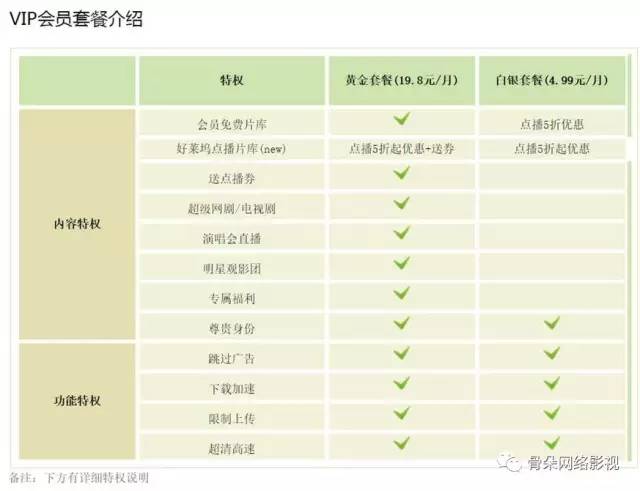 VIP会员套餐介绍
特权 黄金套餐(19.8元/月) 白银套餐(4.99元/月)
内容特权
会员免费片库 点播5折优惠
好莱坞点播片库(new) 点播5折起优惠+送券 点播5折起优惠
送点播券
超级网剧/电视剧
演唱会直播
明星观影团
专属福利
尊贵身份
功能特权
跳过广告
下载加速
限制上传
超清高速
备注：下方有详细特权说明
骨朵网络影视